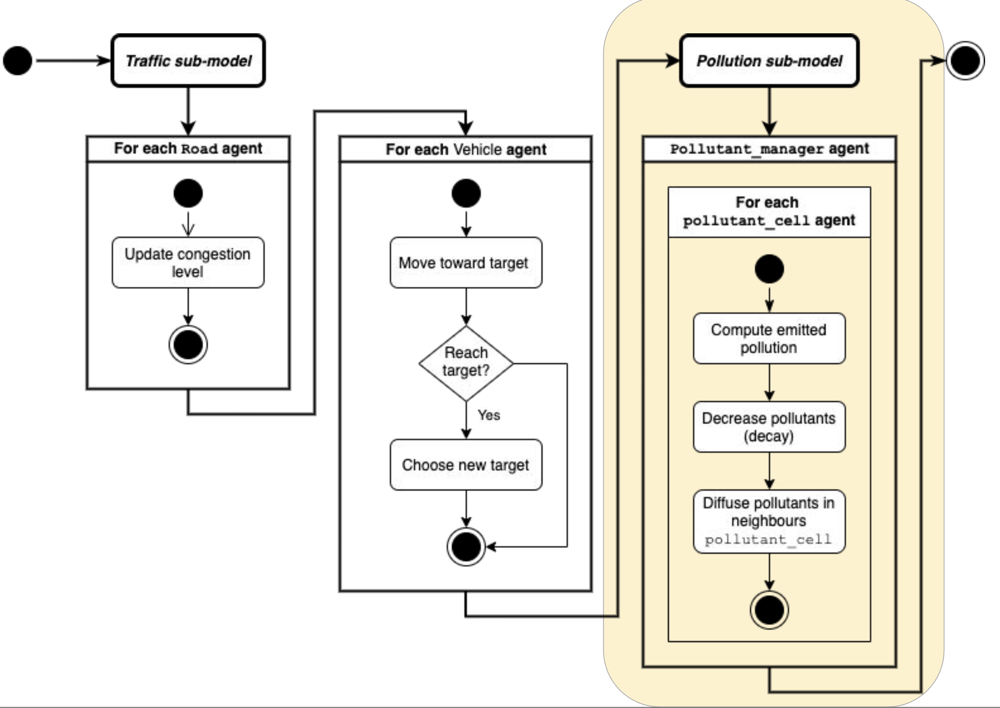 Traffic sub-model
For each Road agent
Update congestion
level
For each Vehicle agent
Move toward target
Reach
target?
Yes
Choose new target
Pollution sub-model
Pollutant_manager agent
For each
pollutant_cell agent
Compute emitted
pollution
Decrease pollutants
(decay)
Diffuse pollutants in
neighbours
pollutant_cell